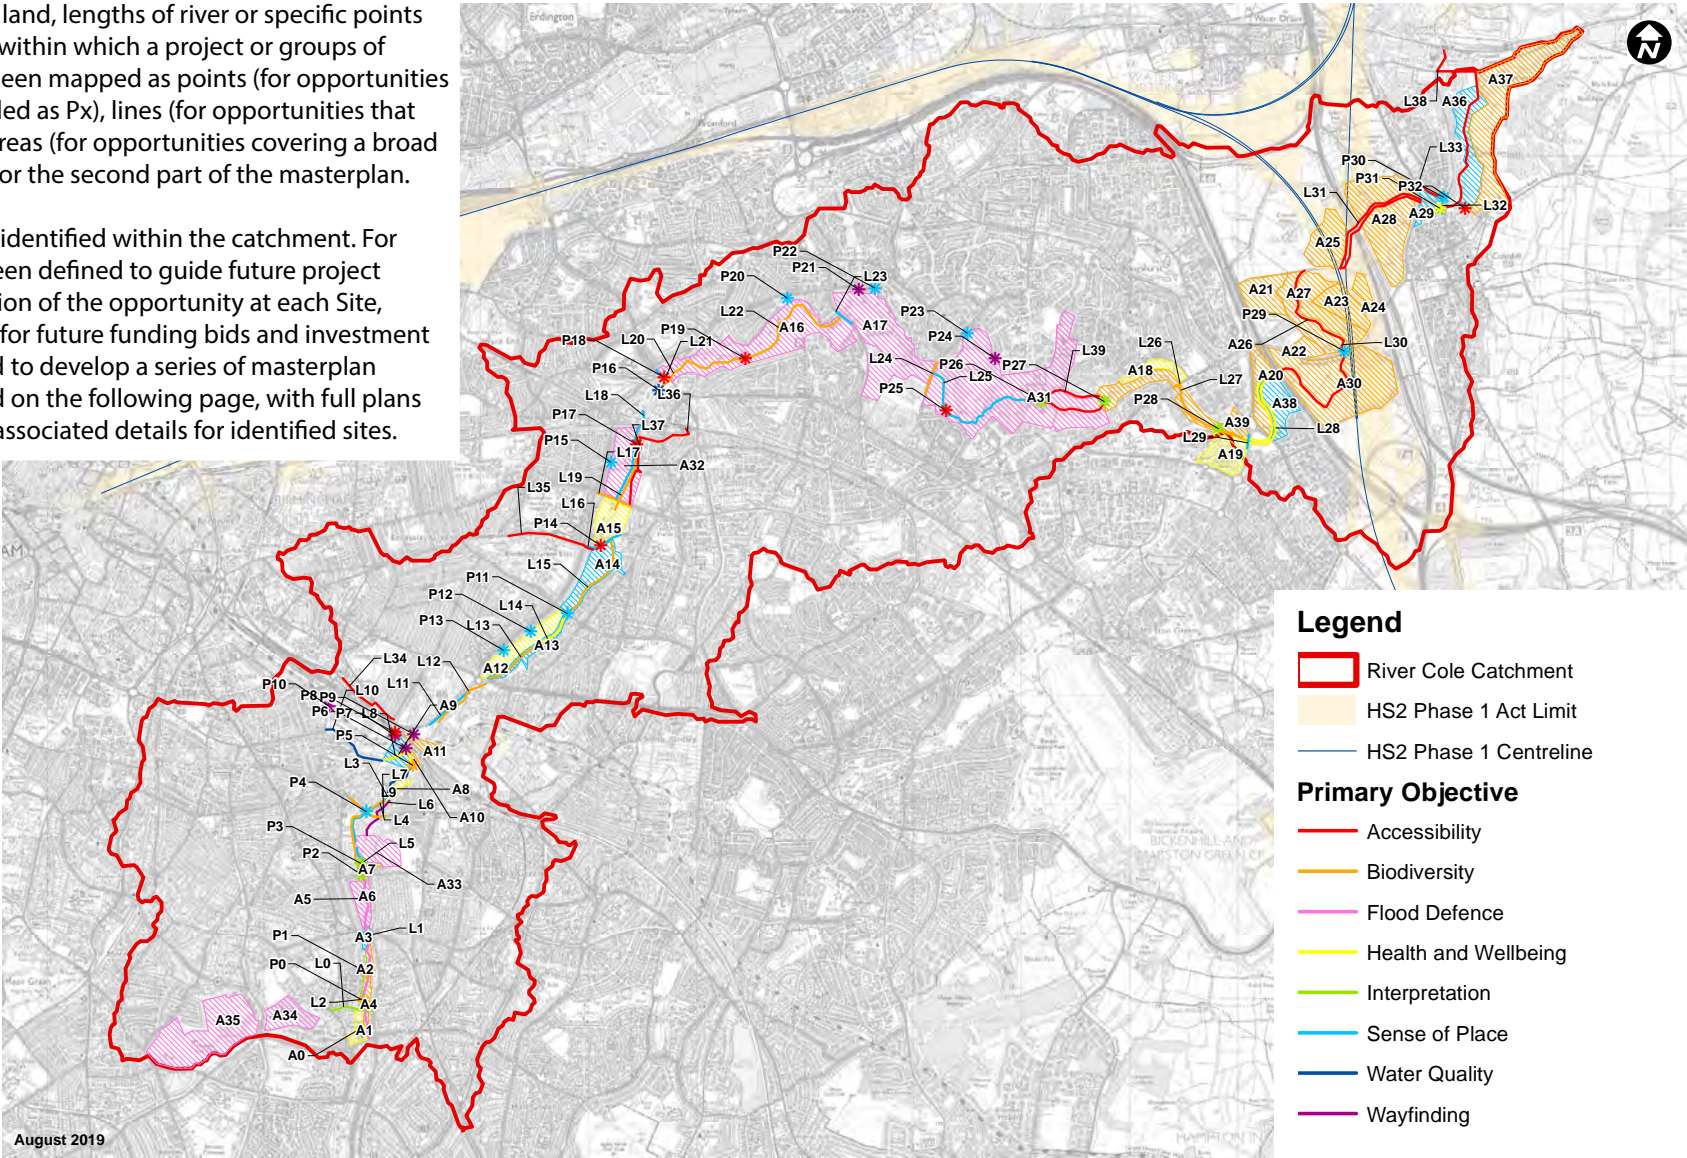 land, lengths of river or specific points
within which a project or groups of
een mapped as points (for opportunities
led as Px), lines (for opportunities that
reas (for opportunities covering a broad
or the second part of the masterplan.
identified within the catchment. For
een defined to guide future project
ion of the opportunity at each Site,
for future funding bids and investment
d to develop a series of masterplan
d on the following page, with full plans
associated details for identified sites.
N
Erdington
Bromford
A37
L38 A36
L33
P30
P31 P32
L31
L32
A29
A28
A25
P22
P21 L23
P20
A21 A27
A23 A24
L22
A16
A17
P23
P29
P19
P24
L20
L21
P18
A26
L30
A22
L39
L26
P27
P26
L24
A18
P16
L25
L27
A20
A30
P25
A31
L36
L18
P28
A38
L37
P17
A39
L28
L29
P15
L17
A19
A32
L19
L35
L16
P14
A15
A14
L15
P11
P12
L14
P13
L13
A13
L34
L12
A12
P10
L10
L11
P8 P9
A9
P6 P7
L8
P5
A11
L3
L7
P4
A8
L9
L6
L4
A10
P3
L5
P2
A7
A33
A5
A6
A3
L1
P1
P0
L0
A2
L2
A4
A35
A34
A1
A0
BICKENHILL AND
HAMPTON IN
Legend
River Cole Catchment
HS2 Phase 1 Act Limit
HS2 Phase 1 Centreline
Primary Objective
Accessibility
Biodiversity
Flood Defence
Health and Wellbeing
Interpretation
Sense of Place
Water Quality
Wayfinding
August 2019